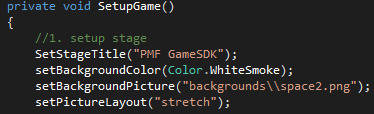 private void SetupGame()
{
//1. setup stage
SetStageTitle("PMF GameSDK");
setBackgroundColor(Color.WhiteSmoke);
setBackgroundPicture("backgrounds\\space2.png");
setPictureLayout("stretch");